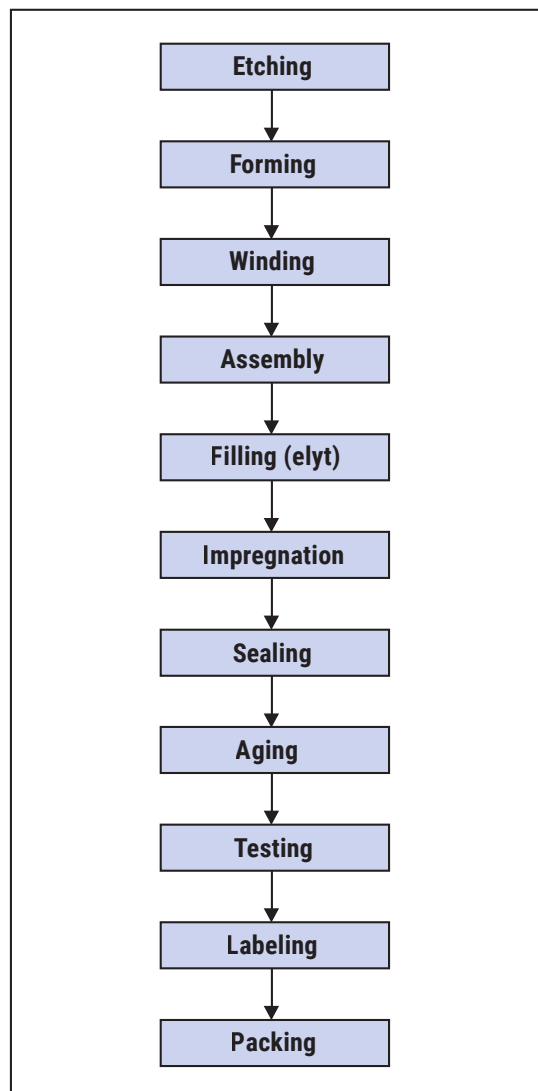 Etching
Forming
Winding
Assembly
Filling (elyt)
Impregnation
Sealing
Aging
Testing
Labeling
Packing